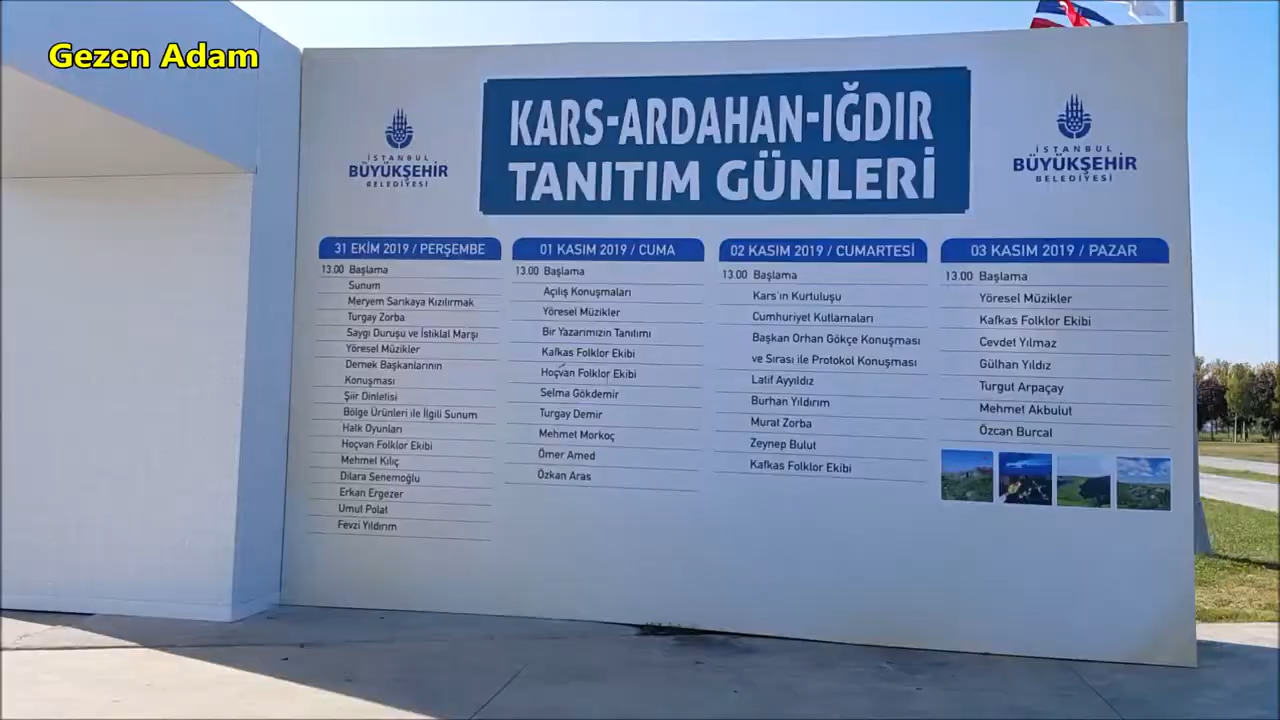 Gezen Adam
KARS-ARDAHAN-IĞDIR
TANITIM GÜNLERİ
İSTANBUL
BÜYÜKŞEHİR
BELEDİYESİ
İSTANBUL
BÜYÜKŞEHİR
BELEDİYESİ
31 EKİM 2019 / PERŞEMBE
13.00 Başlama
Sunum
Meryem Sarıkaya Kızılırmak
Turgay Zorba
Saygı Duruşu ve İstiklal Marşı
Yöresel Müzikler
Dernek Başkanlarının
Konuşması
Şiir Dinletisi
Bölge Ürünleri ile İlgili Sunum
Halk Oyunları
Hoçvan Folklor Ekibi
Mehmet Kılıç
Dilara Senemoğlu
Erkan Ergezer
Umut Polat
Fevzi Yıldırım
01 KASIM 2019 / CUMA
13.00 Başlama
Açılış Konuşmaları
Yöresel Müzikler
Bir Yazarımızın Tanıtımı
Kafkas Folklor Ekibi
Hoçvan Folklor Ekibi
Selma Gökdemir
Turgay Demir
Mehmet Morkoç
Ömer Amed
Özkan Aras
02 KASIM 2019 / CUMARTESİ
13.00 Başlama
Kars'ın Kurtuluşu
Cumhuriyet Kutlamaları
Başkan Orhan Gökçe Konuşması
ve Sırası ile Protokol Konuşması
Latif Ayyıldız
Burhan Yıldırım
Murat Zorba
Zeynep Bulut
Kafkas Folklor Ekibi
03 KASIM 2019 / PAZAR
13.00 Başlama
Yöresel Müzikler
Kafkas Folklor Ekibi
Cevdet Yılmaz
Gülhan Yıldız
Turgut Arpaçay
Mehmet Akbulut
Özcan Burcal